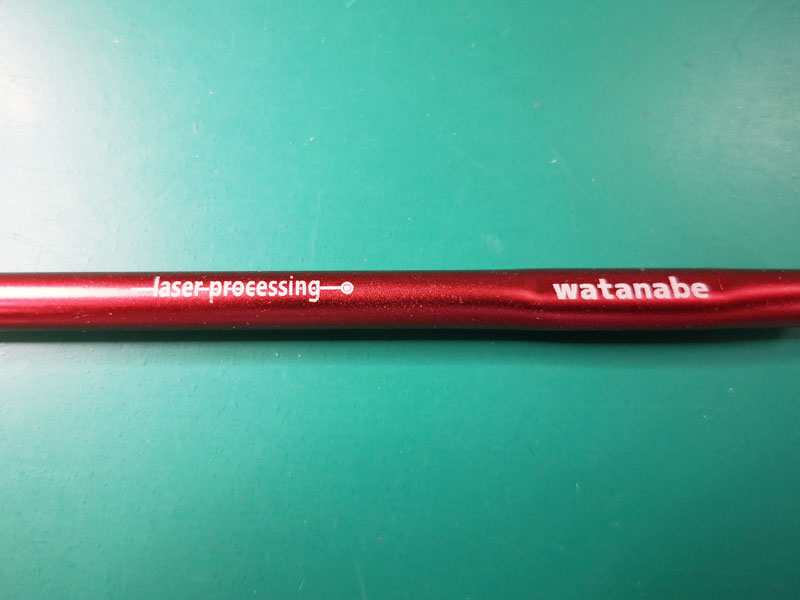 laser processing
watanabe